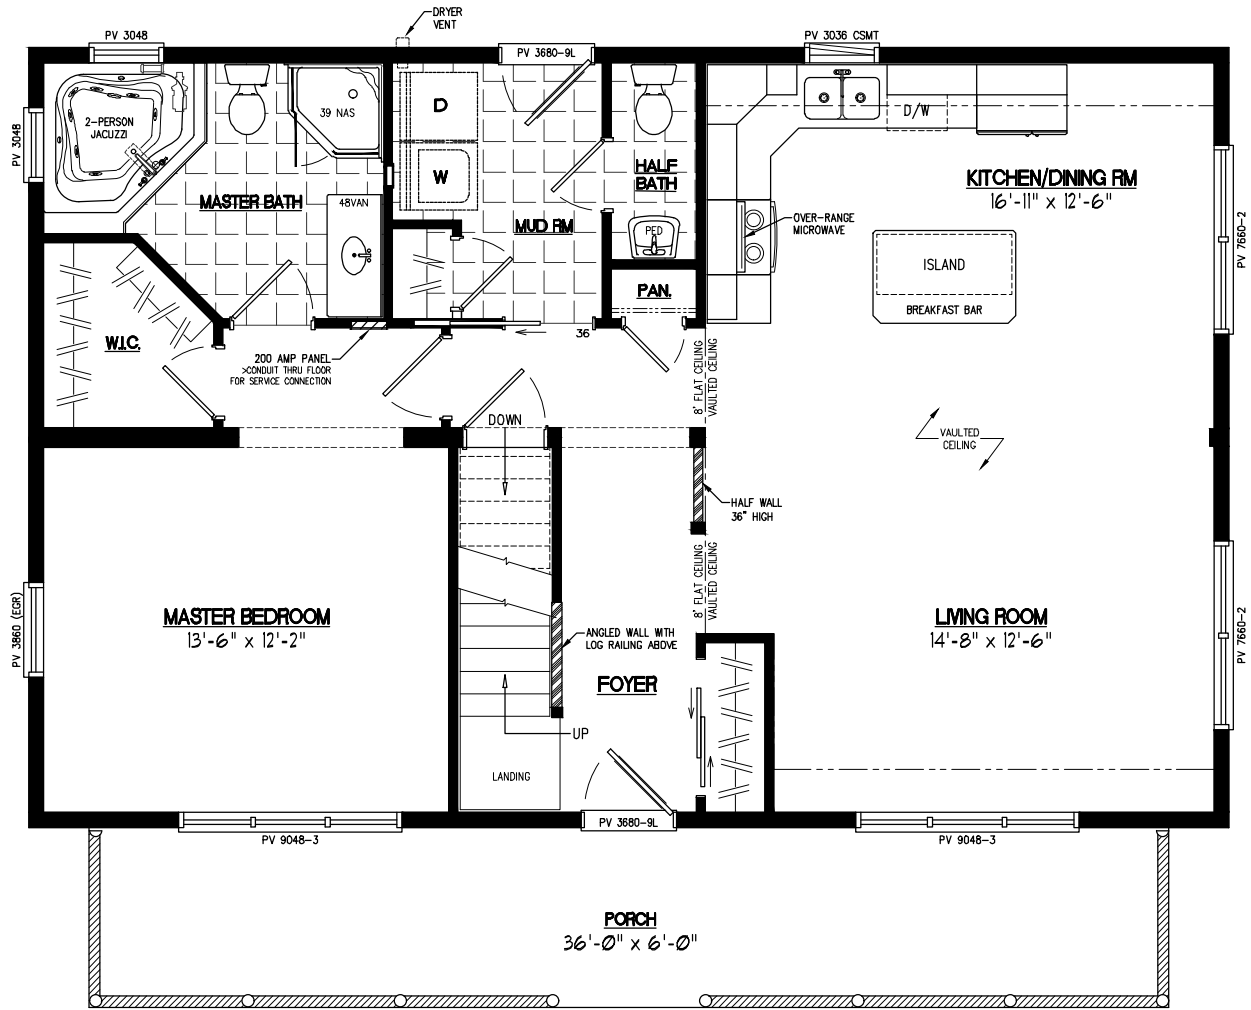 DRYER
VENT
PV 3048
PV 3680-9L
PV 3036 CSMT
2-PERSON
JACUZZI
39 NAS
D
D/W
PV 3048
W
HALF
BATH
KITCHEN/DINING RM
16'-11" x 12'-6"
MASTER BATH
48VAN
MUD RM
PED
OVER-RANGE
MICROWAVE
PV 7660-2
ISLAND
BREAKFAST BAR
PAN.
W.I.C.
36
200 AMP PANEL
>CONDUIT THRU FLOOR
FOR SERVICE CONNECTION
8' FLAT CEILING
VAULTED CEILING
DOWN
VAULTED
CEILING
HALF WALL
36" HIGH
8' FLAT CEILING
VAULTED CEILING
PV 3860 (EGR)
MASTER BEDROOM
13'-6" x 12'-2"
ANGLED WALL WITH
LOG RAILING ABOVE
LIVING ROOM
14'-8" x 12'-6"
PV 7660-2
FOYER
UP
LANDING
PV 9048-3
PV 3680-9L
PV 9048-3
PORCH
36'-0" x 6'-0"